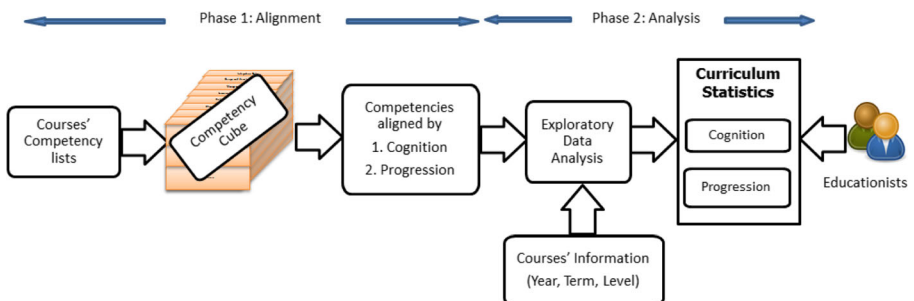 Phase 1: Alignment
Phase 2: Analysis
Courses'
Competency
lists
Competency
Cube
Competencies
aligned by
1. Cognition
2. Progression
Exploratory
Data
Analysis
Curriculum
Statistics
Cognition
Progression
Educationists
Courses' Information
(Year, Term, Level)